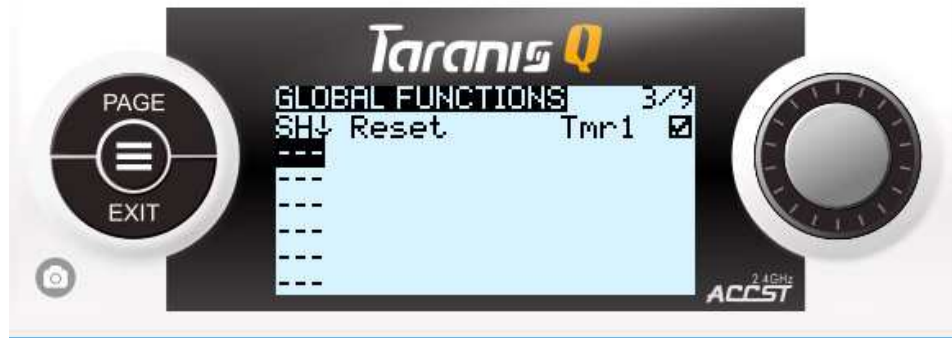 Taranis Q
PAGE
EXIT
GLOBAL FUNCTIONS 3/9
SH↓ Reset Tmr1 ☑
---
---
---
---
---
---
2.4GHz
ACCST